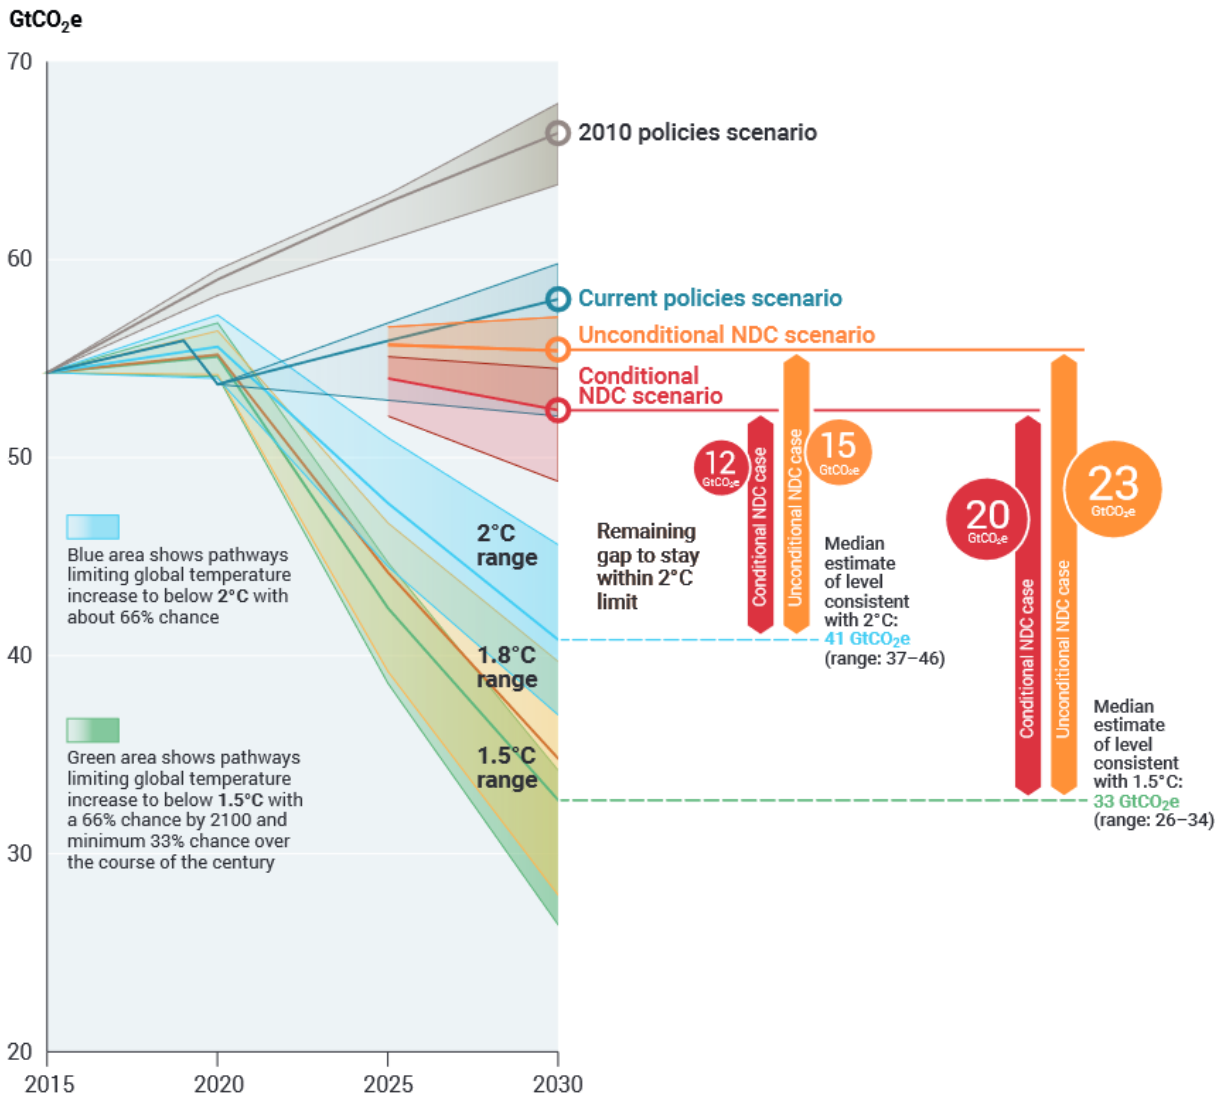 GtCO₂e
70
60
50
40
30
20
2015
2020
2025
2030
2010 policies scenario
Current policies scenario
Unconditional NDC scenario
Conditional
NDC scenario
2°C
range
1.8°C
range
1.5°C
range
Blue area shows pathways
limiting global temperature
increase to below 2°C with
about 66% chance
Green area shows pathways
limiting global temperature
increase to below 1.5°C with
a 66% chance by 2100 and
minimum 33% chance over
the course of the century
Remaining
gap to stay
within 2°C
limit
12
GtCO₂e
Conditional NDC case
Unconditional NDC case
15
GtCO₂e
Median
estimate
of level
consistent
with 2°C:
41 GtCO₂e
(range: 37–46)
20
GtCO₂e
Conditional NDC case
Unconditional NDC case
23
GtCO₂e
Median
estimate
of level
consistent
with 1.5°C:
33 GtCO₂e
(range: 26–34)